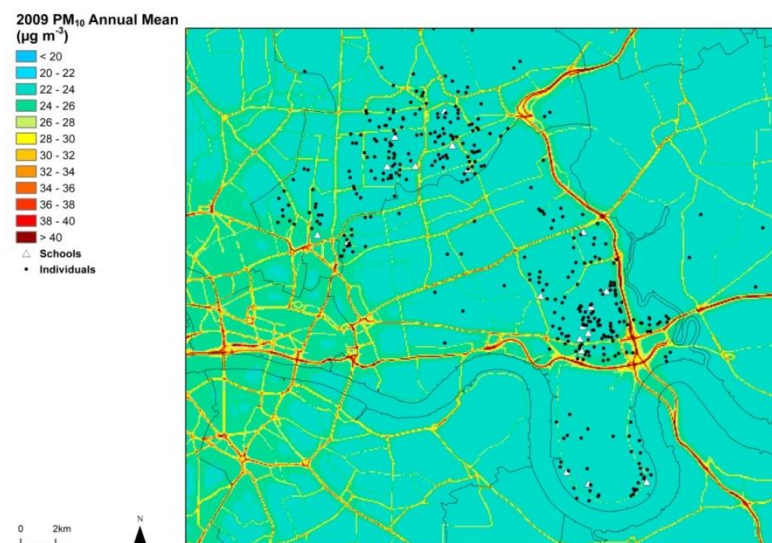 2009 PM₁₀ Annual Mean
(µg m⁻³)
< 20
20 - 22
22 - 24
24 - 26
26 - 28
28 - 30
30 - 32
32 - 34
34 - 36
36 - 38
38 - 40
> 40
Schools
Individuals
N
0 2km